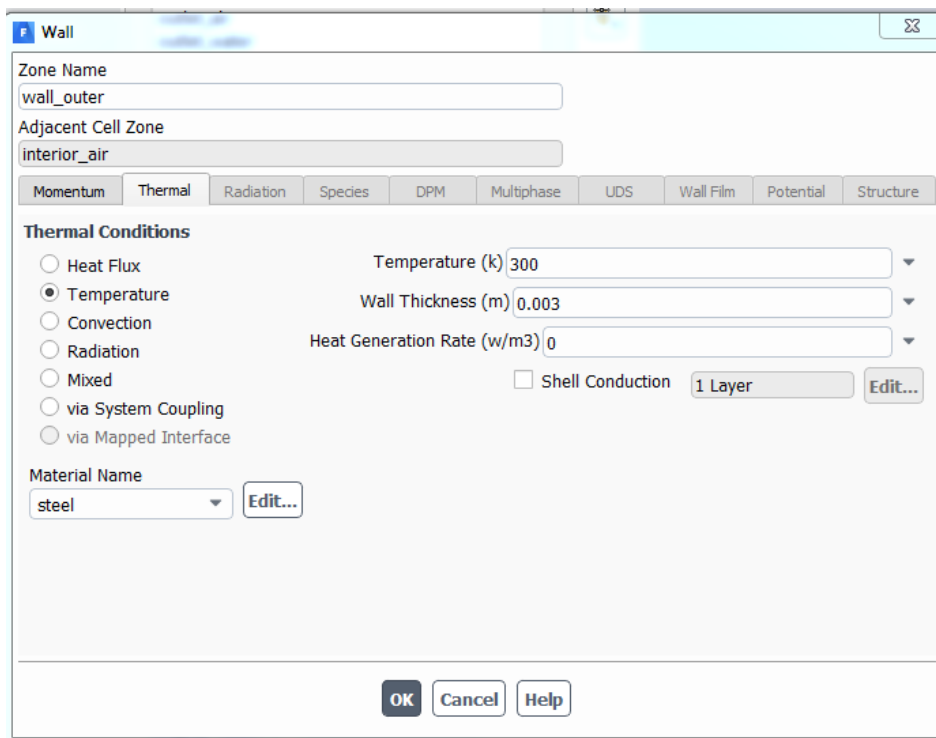 Wall
Zone Name
wall_outer
Adjacent Cell Zone
interior_air
Momentum Thermal Radiation Species DPM Multiphase UDS Wall Film Potential Structure
Thermal Conditions
Heat Flux
Temperature
Convection
Radiation
Mixed
via System Coupling
via Mapped Interface
Temperature (k) 300
Wall Thickness (m) 0.003
Heat Generation Rate (w/m3) 0
Shell Conduction 1 Layer Edit...
Material Name
steel Edit...
OK Cancel Help